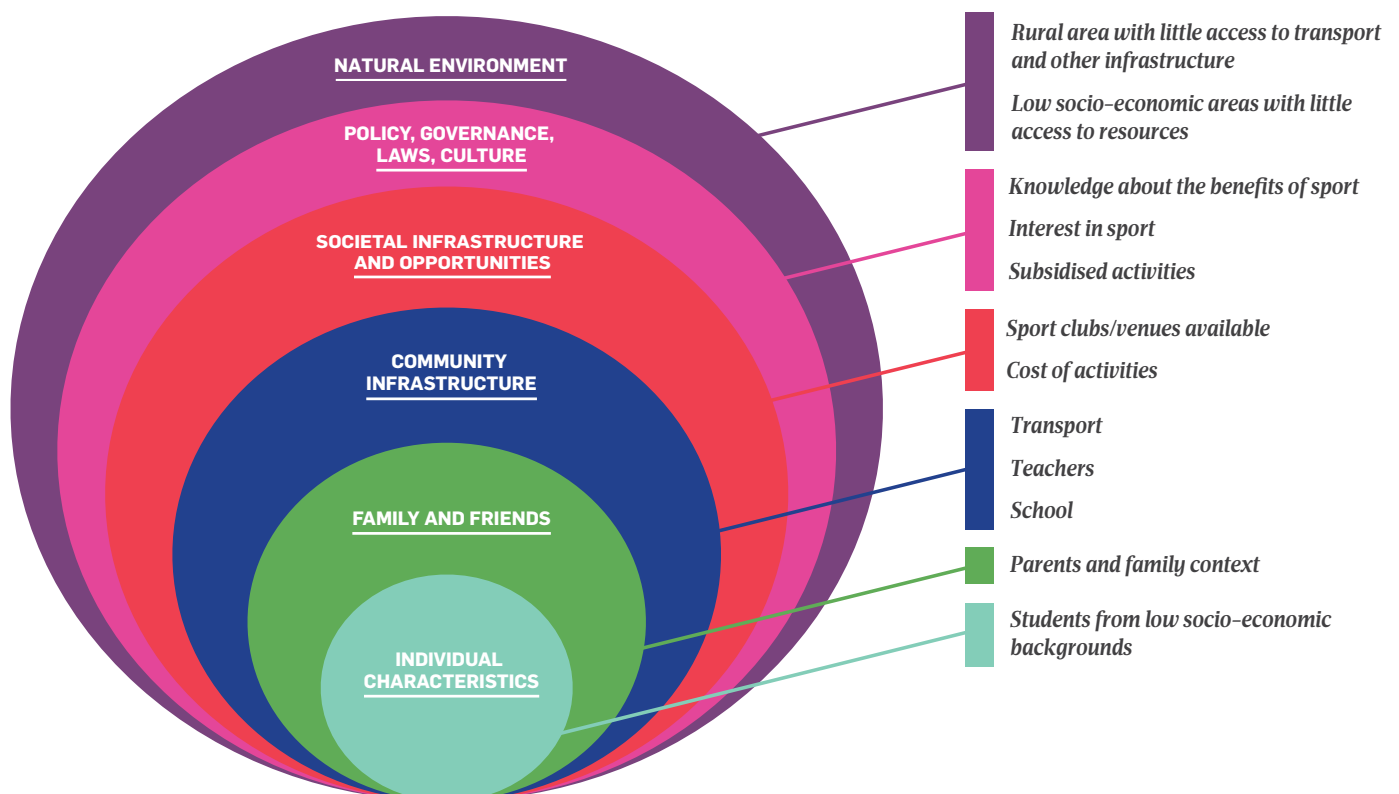 NATURAL ENVIRONMENT
POLICY, GOVERNANCE,
LAWS, CULTURE
SOCIETAL INFRASTRUCTURE
AND OPPORTUNITIES
COMMUNITY
INFRASTRUCTURE
FAMILY AND FRIENDS
INDIVIDUAL
CHARACTERISTICS
Rural area with little access to transport
and other infrastructure
Low socio-economic areas with little
access to resources
Knowledge about the benefits of sport
Interest in sport
Subsidised activities
Sport clubs/venues available
Cost of activities
Transport
Teachers
School
Parents and family context
Students from low socio-economic
backgrounds